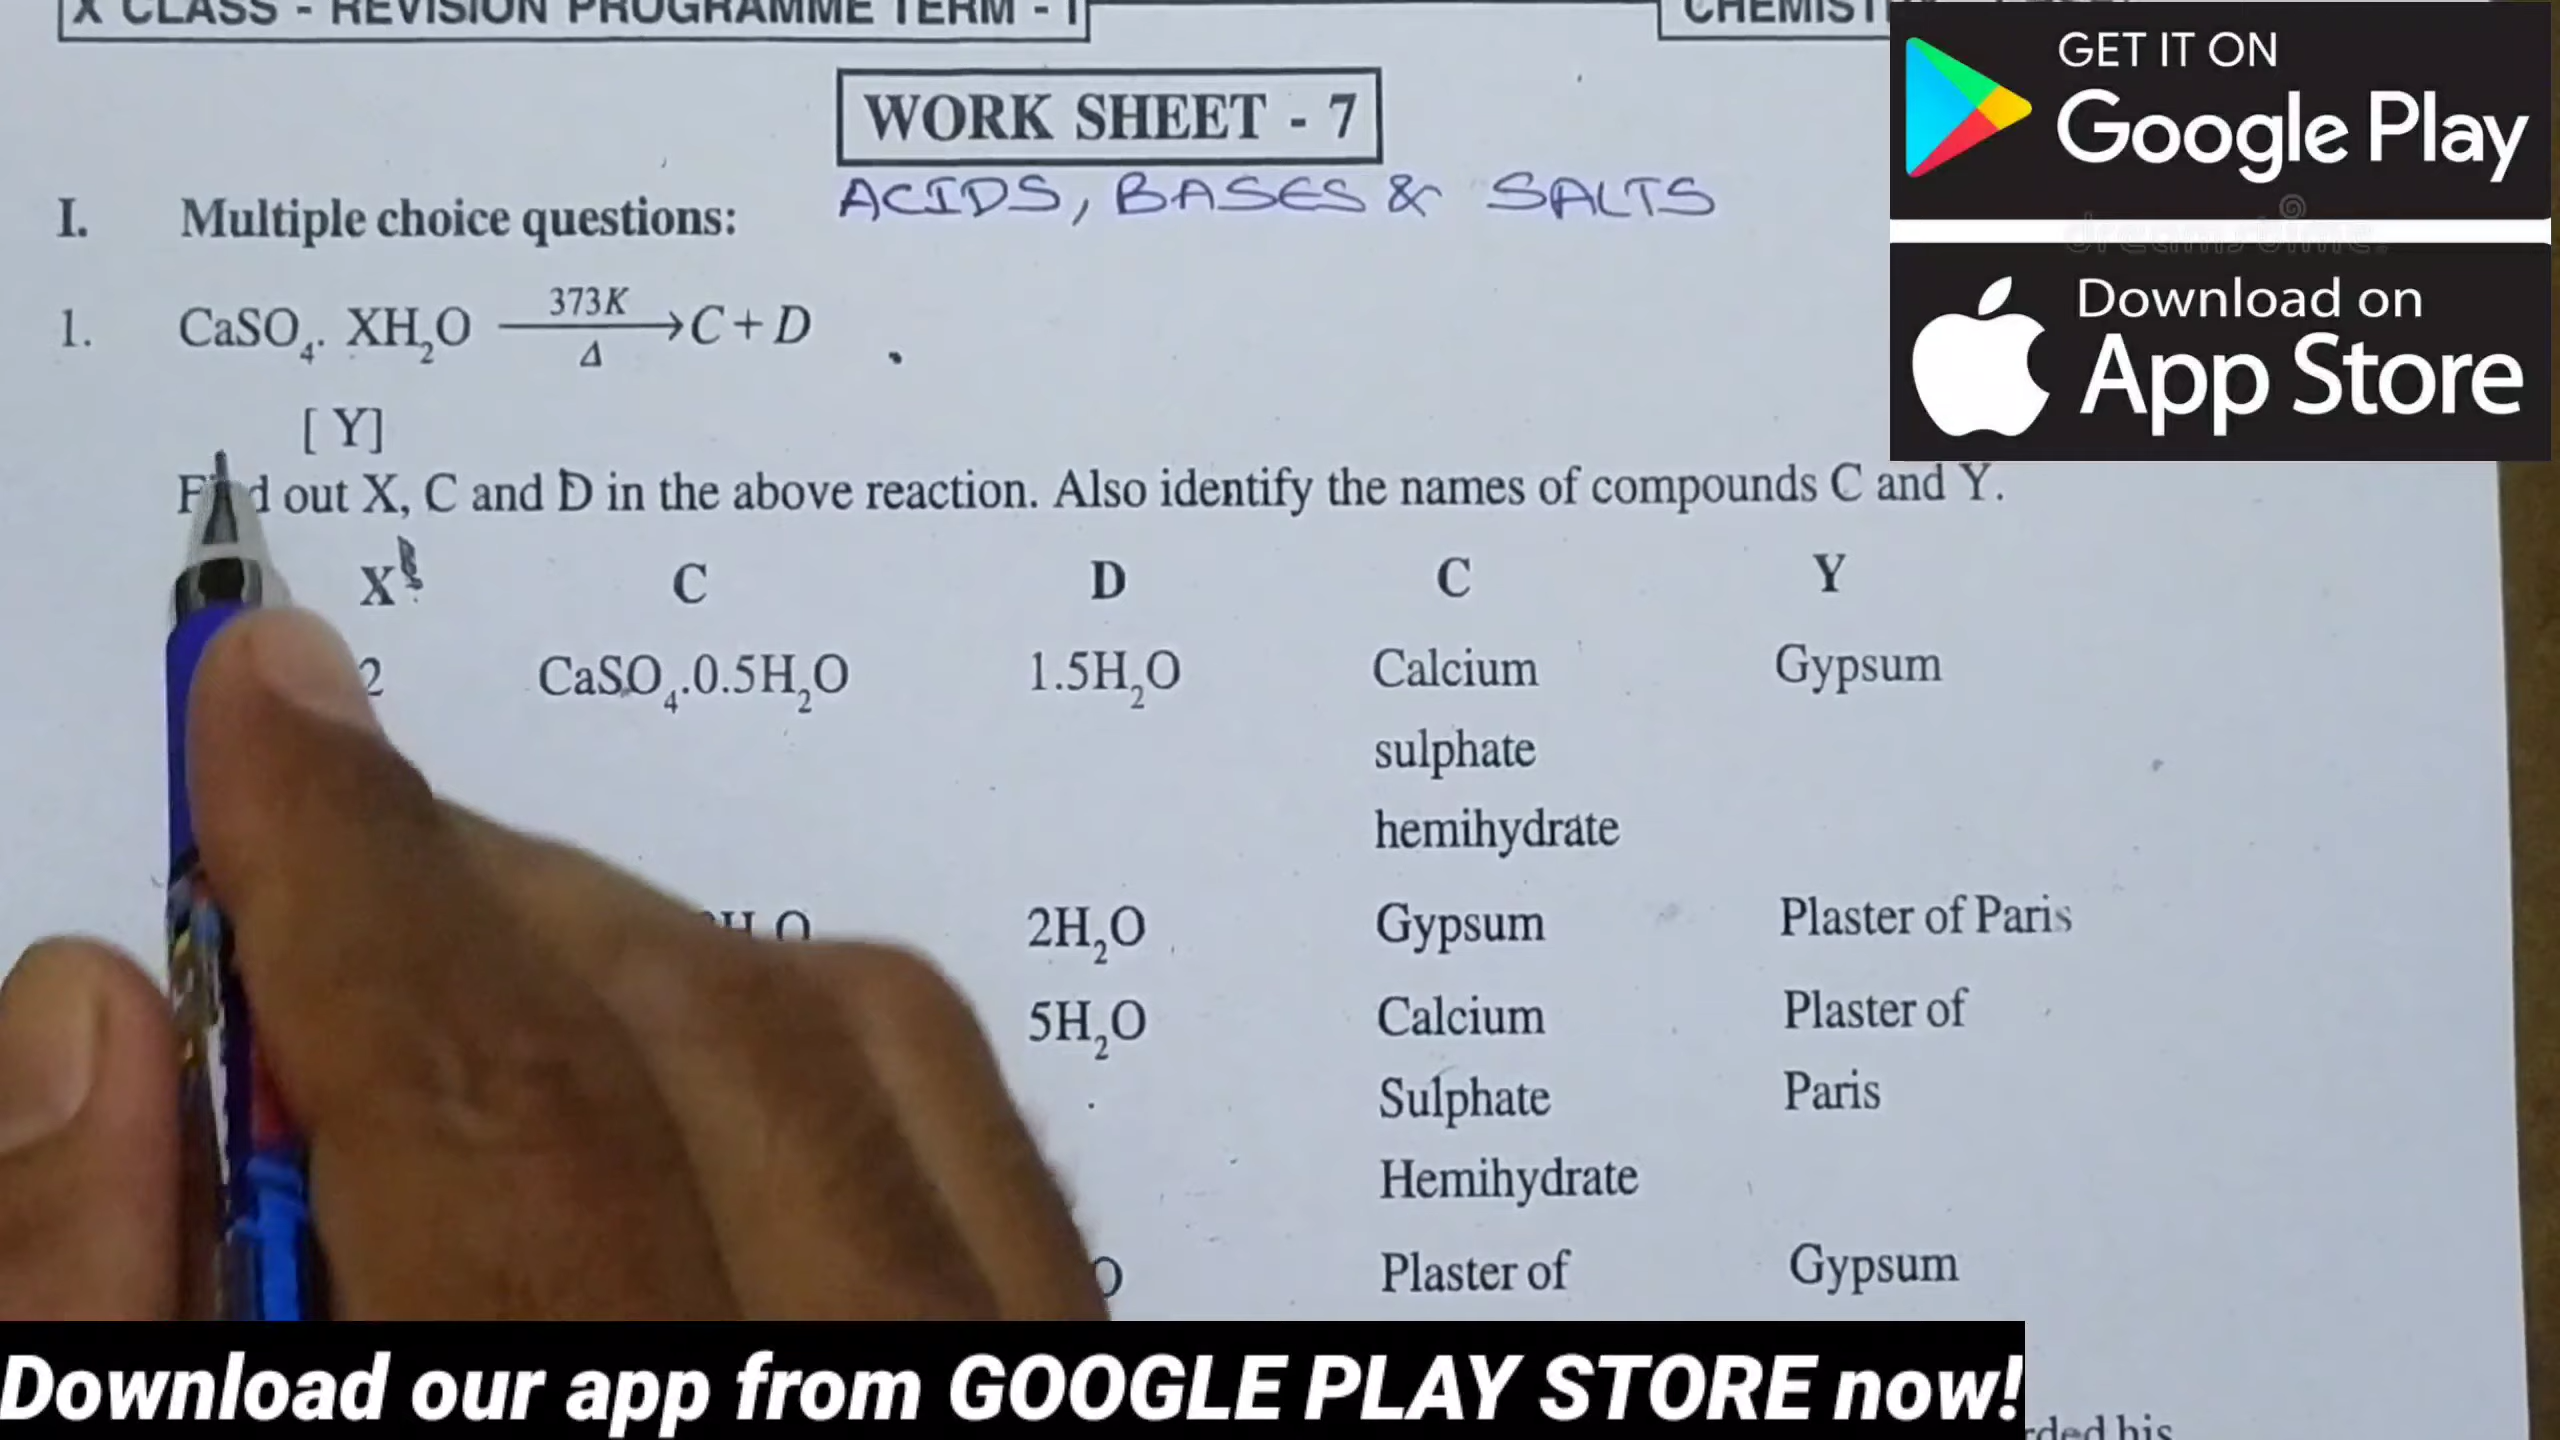 X CLASS - REVISION PROGRAMME TERM - I
WORK SHEET - 7
ACIDS, BASES & SALTS
I. Multiple choice questions:
1. CaSO₄. XH₂O 373K Δ → C + D
[ Y]
Find out X, C and D in the above reaction. Also identify the names of compounds C and Y.
X C D C Y
2 CaSO₄.0.5H₂O 1.5H₂O Calcium Gypsum
sulphate
hemihydrate
2H₂O Gypsum Plaster of Paris
5H₂O Calcium Plaster of
Sulphate Paris
Hemihydrate
Plaster of Gypsum
his
GET IT ON
Google Play
dreamstime.
Download on
App Store
Download our app from GOOGLE PLAY STORE now!